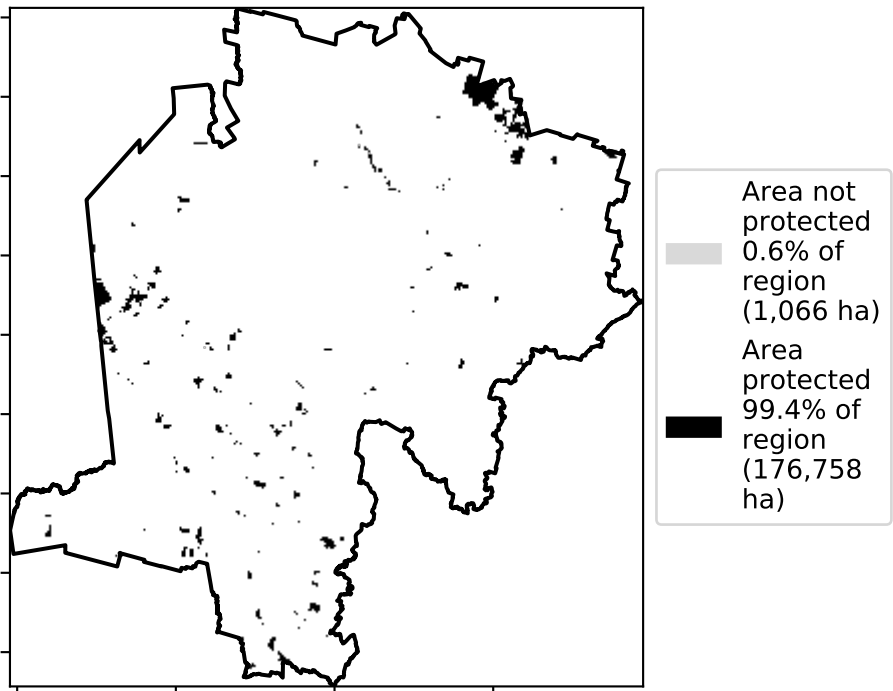 Area not
protected
0.6% of
region
(1,066 ha)
Area
protected
99.4% of
region
(176,758
ha)